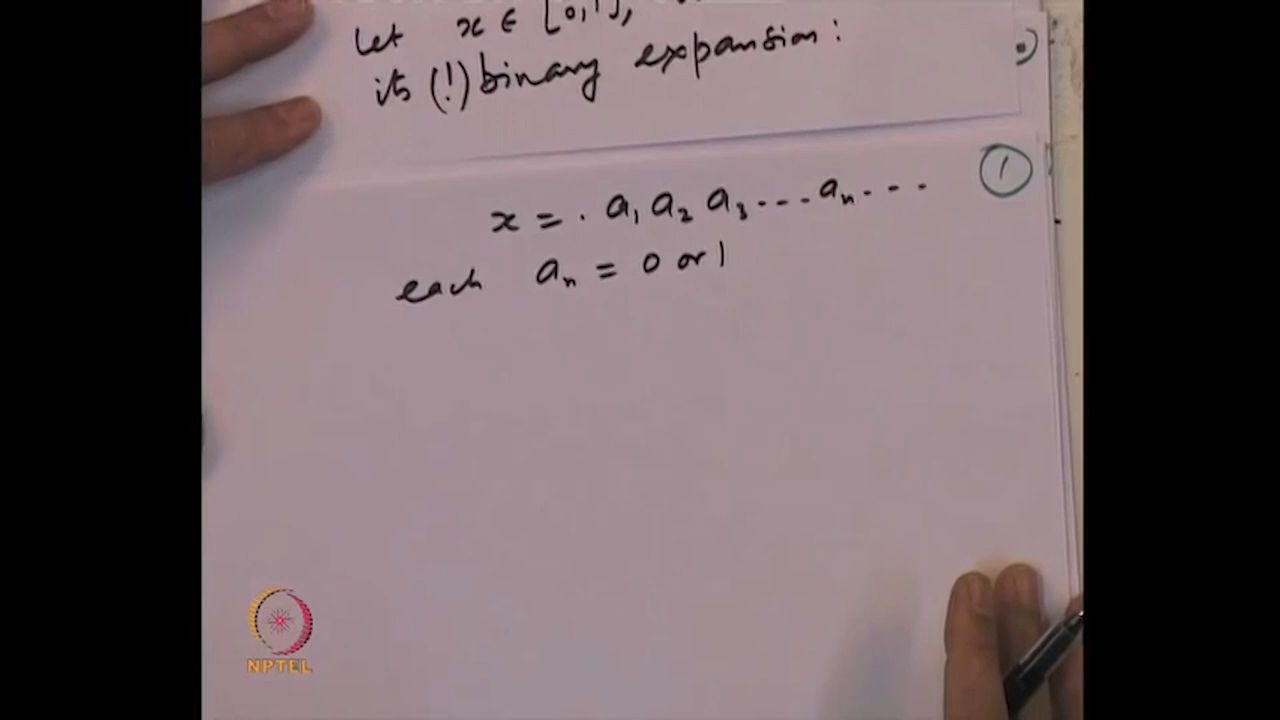 Let x ∈ [0,1],
its (!) binary expansion :
①
x = . a₁ a₂ a₃ ... aₙ ...
each aₙ = 0 or 1
NPTEL